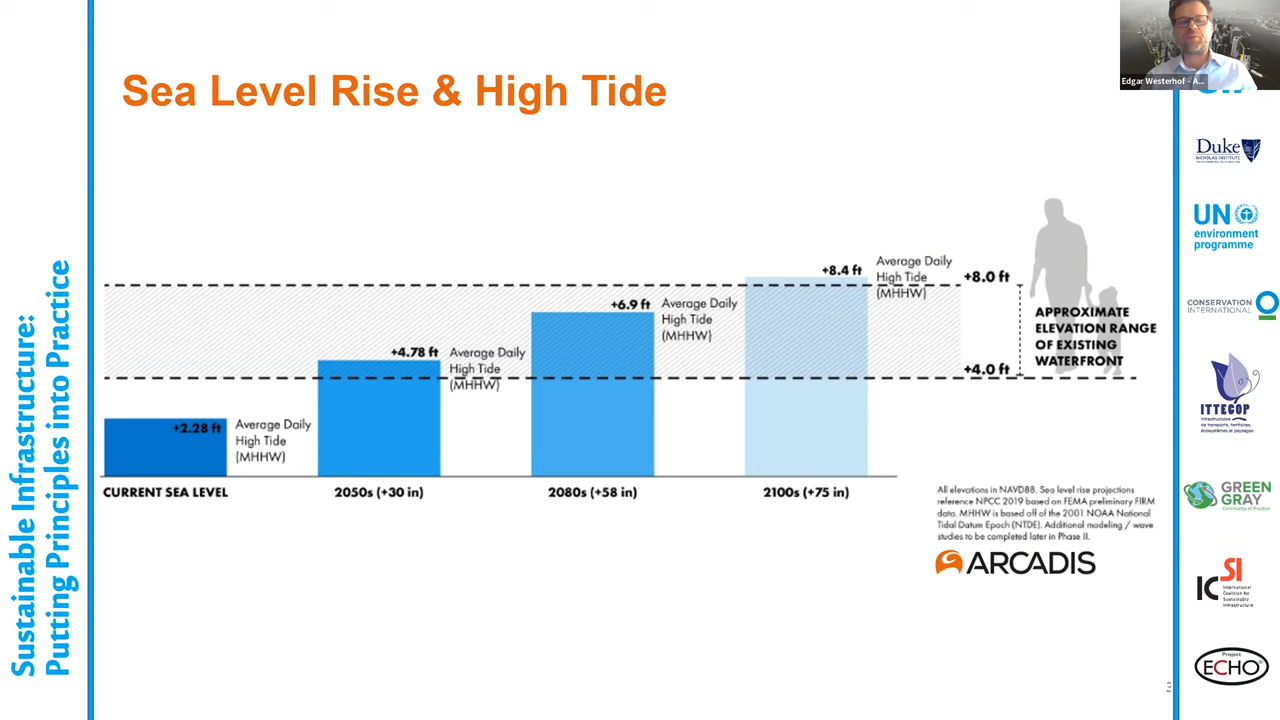 Sustainable Infrastructure:
Putting Principles into Practice
Sea Level Rise & High Tide
Edgar Westerhof - A...
+2.28 ft
Average Daily
High Tide
(MHHW)
+4.78 ft
Average Daily
High Tide
(MHHW)
+6.9 ft
Average Daily
High Tide
(MHHW)
+8.4 ft
Average Daily
High Tide
(MHHW)
+8.0 ft
+4.0 ft
APPROXIMATE
ELEVATION RANGE
OF EXISTING
WATERFRONT
CURRENT SEA LEVEL
2050s (+30 in)
2080s (+58 in)
2100s (+75 in)
All elevations in NAVD88. Sea level rise projections
reference NPCC 2019 based on FEMA preliminary FIRM
data. MHHW is based off of the 2001 NOAA National
Tidal Datum Epoch (NTDE). Additional modeling / wave
studies to be completed later in Phase II.
ARCADIS
Duke
NICHOLAS INSTITUTE
UN
environment
programme
CONSERVATION
INTERNATIONAL
ITTECOP
Infrastructures
de transports, territoires,
écosystèmes et paysages
GREEN
GRAY
Community of Practice
ICSI
International
Coalition for
Sustainable
Infrastructure
Project
ECHO